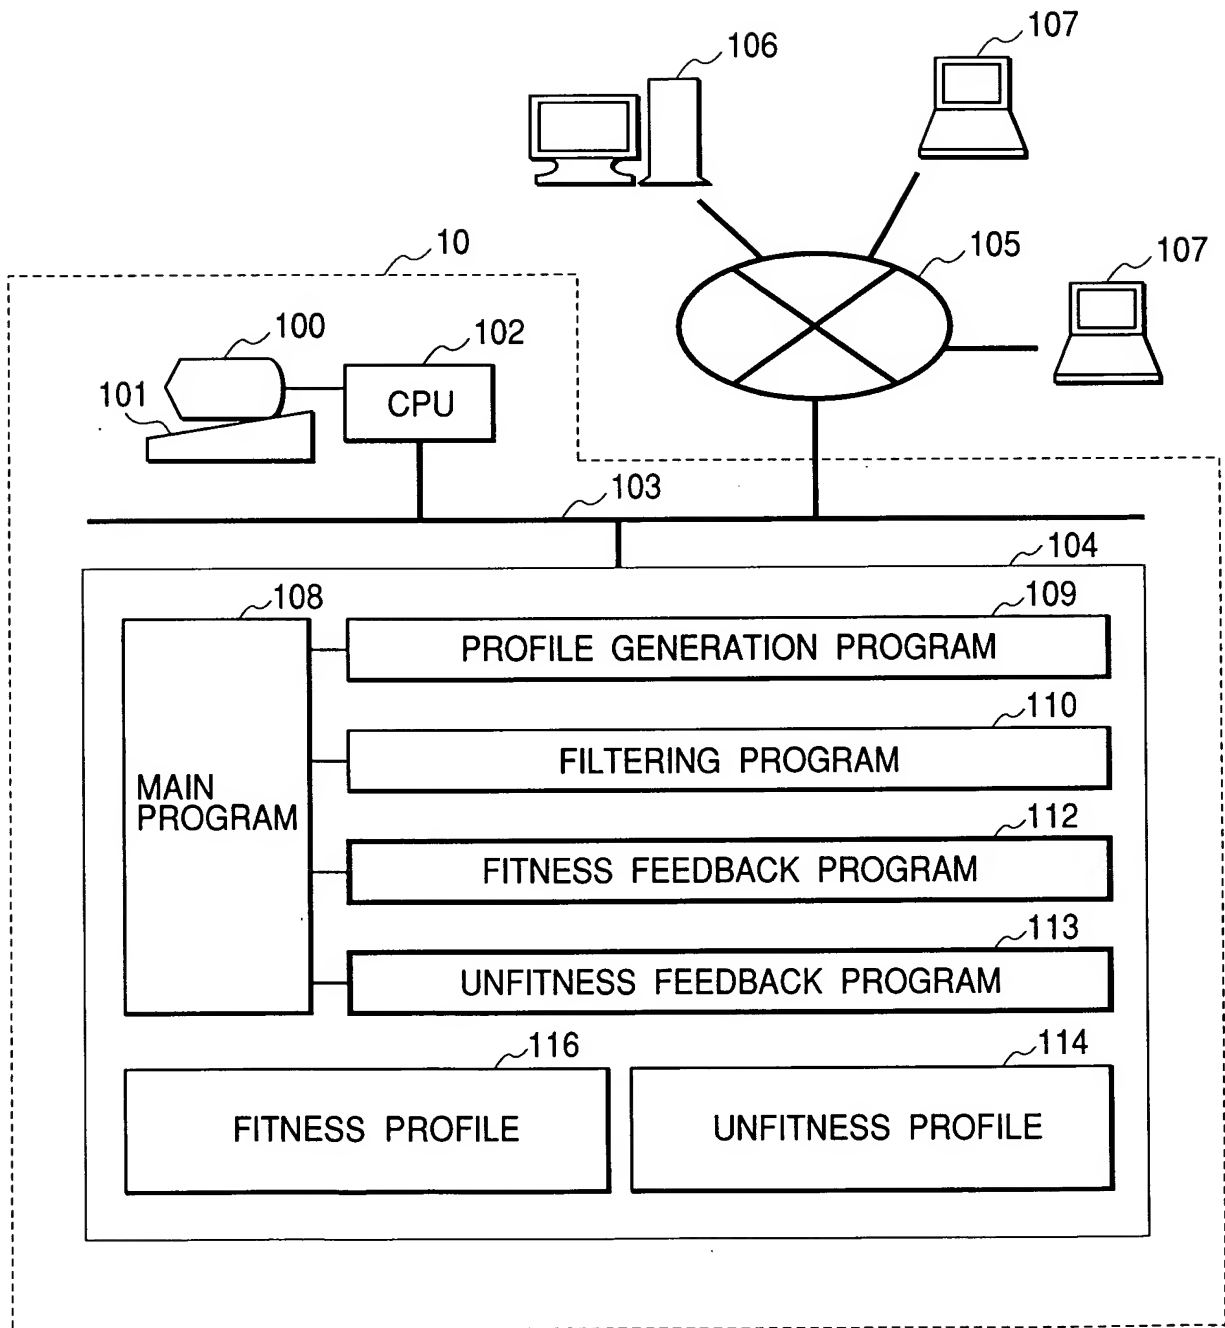 107
106
105
107
10
100
102
101
CPU
103
104
108
109
PROFILE GENERATION PROGRAM
110
FILTERING PROGRAM
MAIN
PROGRAM
112
FITNESS FEEDBACK PROGRAM
113
UNFITNESS FEEDBACK PROGRAM
116
114
FITNESS PROFILE
UNFITNESS PROFILE